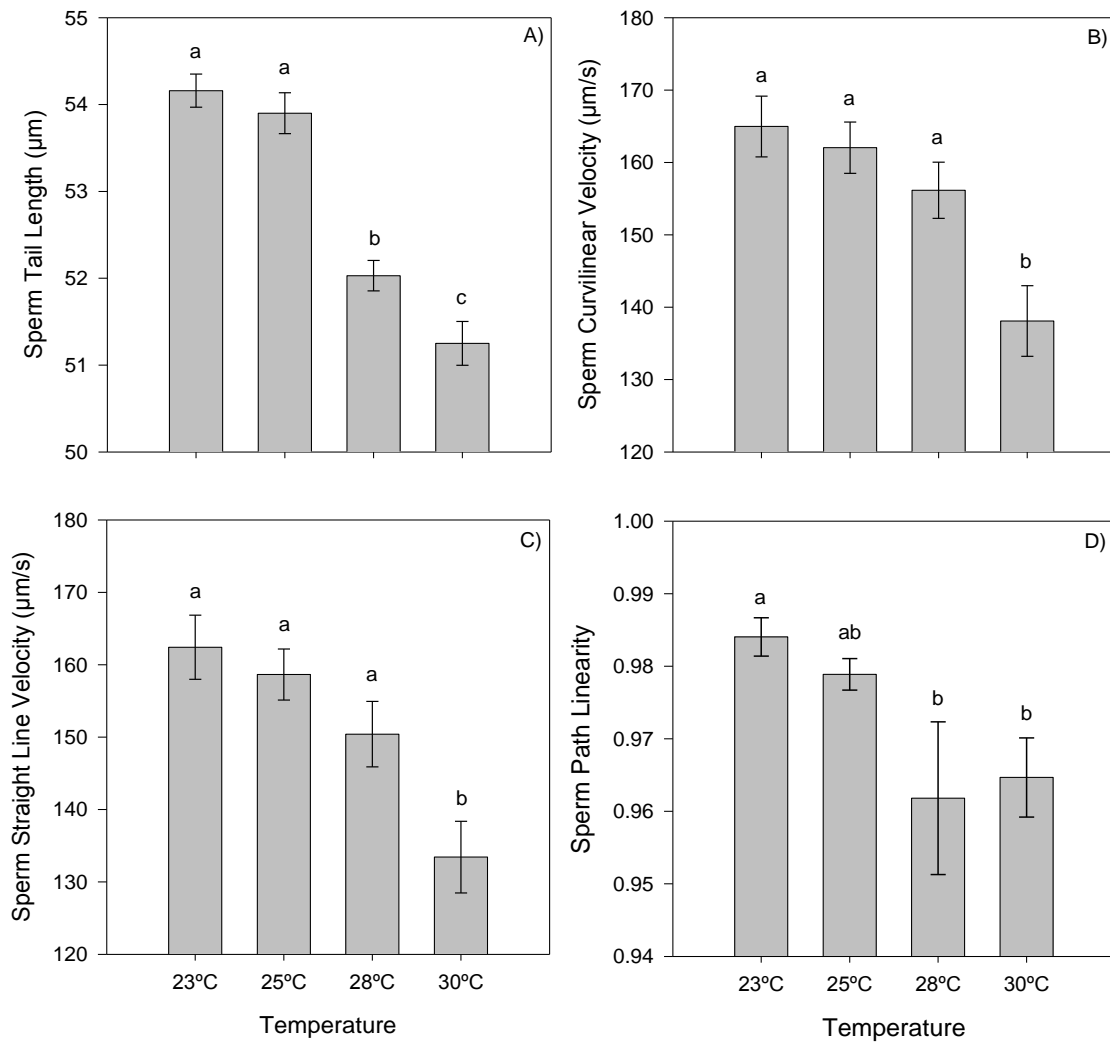 A)
Sperm Tail Length (µm)
55
54
53
52
51
50
a
a
b
c
B)
Sperm Curvilinear Velocity (µm/s)
180
170
160
150
140
130
120
a
a
a
b
C)
Sperm Straight Line Velocity (µm/s)
180
170
160
150
140
130
120
a
a
a
b
23ºC 25ºC 28ºC 30ºC
Temperature
D)
Sperm Path Linearity
1.00
0.99
0.98
0.97
0.96
0.95
0.94
a
ab
b
b
23ºC 25ºC 28ºC 30ºC
Temperature